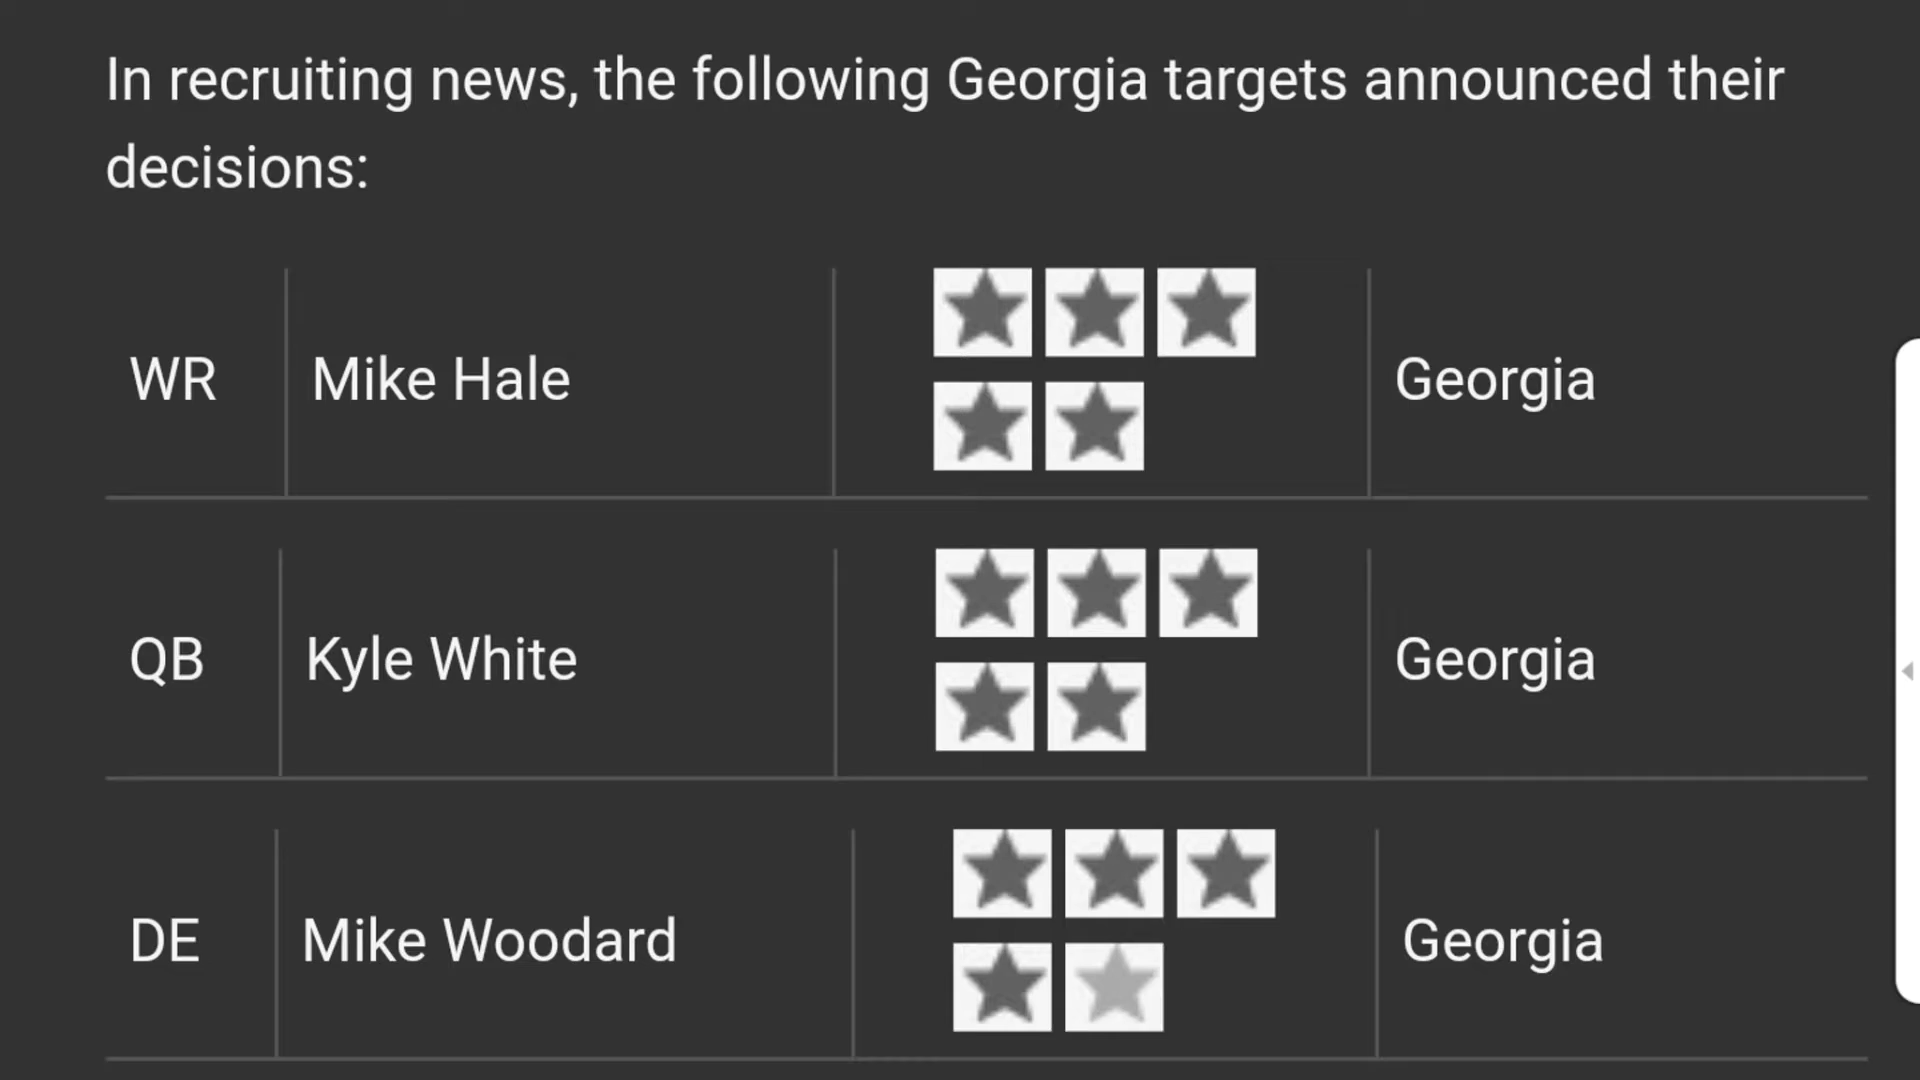 In recruiting news, the following Georgia targets announced their
decisions:
WR Mike Hale Georgia
QB Kyle White Georgia
DE Mike Woodard Georgia